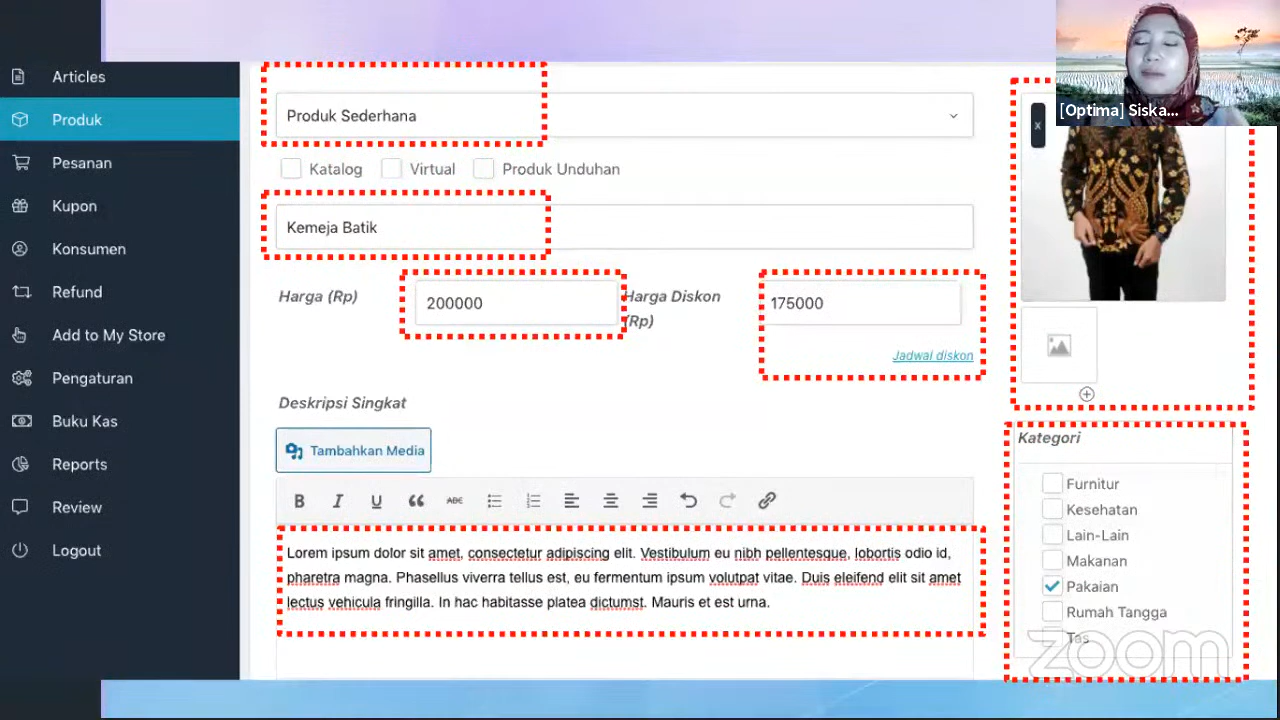 Articles
Produk
Pesanan
Kupon
Konsumen
Refund
Add to My Store
Pengaturan
Buku Kas
Reports
Review
Logout
Produk Sederhana
Katalog Virtual Produk Unduhan
Kemeja Batik
Harga (Rp) 200000 Harga Diskon (Rp) 175000
Jadwal diskon
Deskripsi Singkat
Tambahkan Media
B I U ABC
Lorem ipsum dolor sit amet, consectetur adipiscing elit. Vestibulum eu nibh pellentesque, lobortis odio id,
pharetra magna. Phasellus viverra tellus est, eu fermentum ipsum volutpat vitae. Duis eleifend elit sit amet
lectus vehicula fringilla. In hac habitasse platea dictumst. Mauris et est urna.
[Optima] Siska...
x
Kategori
Furnitur
Kesehatan
Lain-Lain
Makanan
Pakaian
Rumah Tangga
Tas
zoom